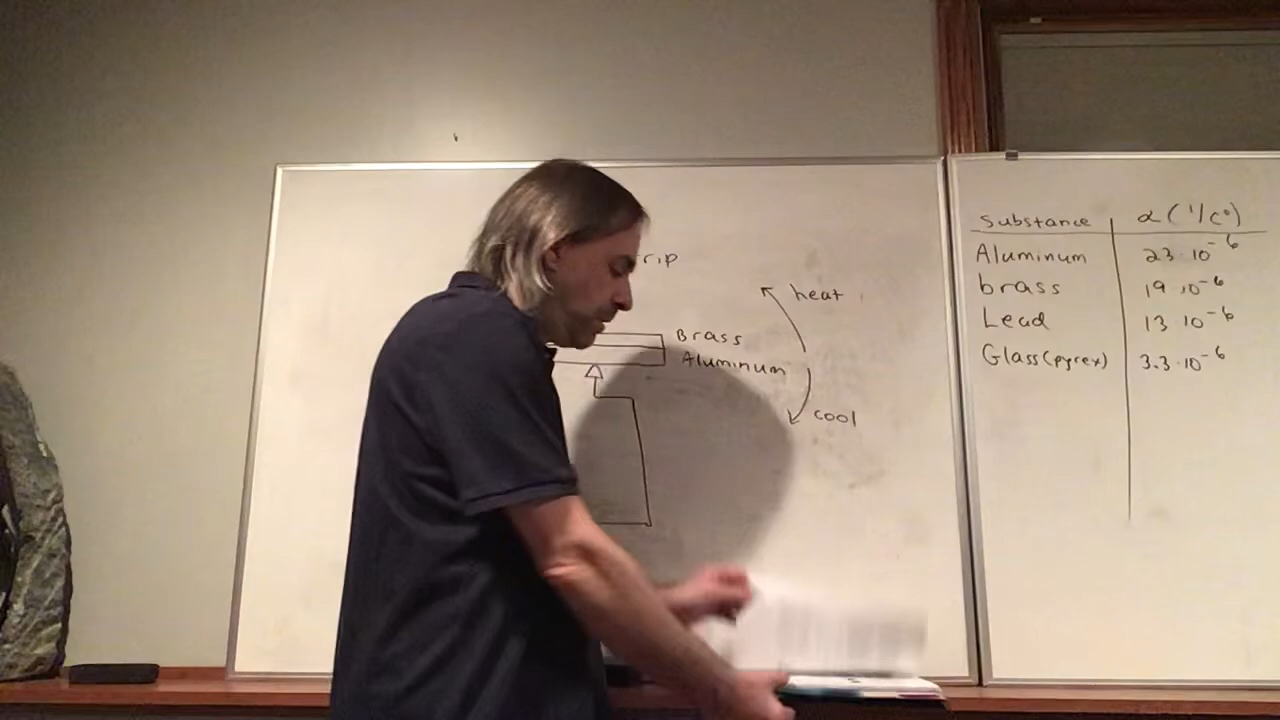 rip
heat
Brass
Aluminum
cool
Substance α (1/C°)
Aluminum 23·10⁻⁶
brass 19·10⁻⁶
Lead 13·10⁻⁶
Glass(pyrex) 3.3·10⁻⁶